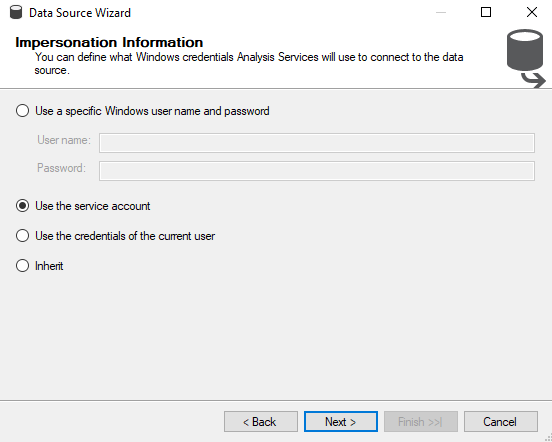 Data Source Wizard
Impersonation Information
You can define what Windows credentials Analysis Services will use to connect to the data
source.
Use a specific Windows user name and password
User name:
Password:
Use the service account
Use the credentials of the current user
Inherit
< Back
Next >
Finish >>|
Cancel